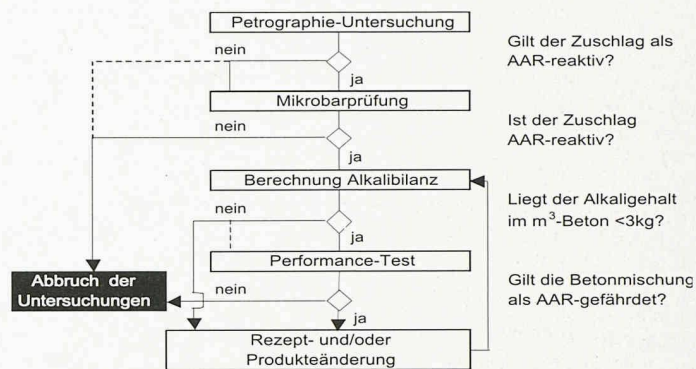 Petrographie-Untersuchung
nein
Gilt der Zuschlag als
AAR-reaktiv?
ja
Mikrobarprüfung
nein
Ist der Zuschlag
AAR-reaktiv?
ja
Berechnung Alkalibilanz
nein
Liegt der Alkaligehalt
im m³-Beton <3kg?
ja
Performance-Test
Abbruch der
Untersuchungen
nein
Gilt die Betonmischung
als AAR-gefährdet?
ja
Rezept- und/oder
Produkteänderung